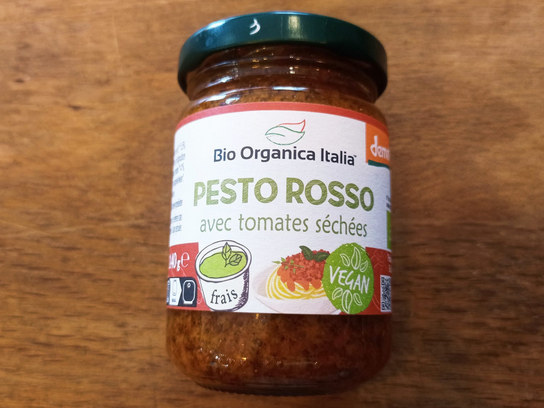 Bio Organica Italia
PESTO ROSSO
avec tomates séchées
frais
VEGAN